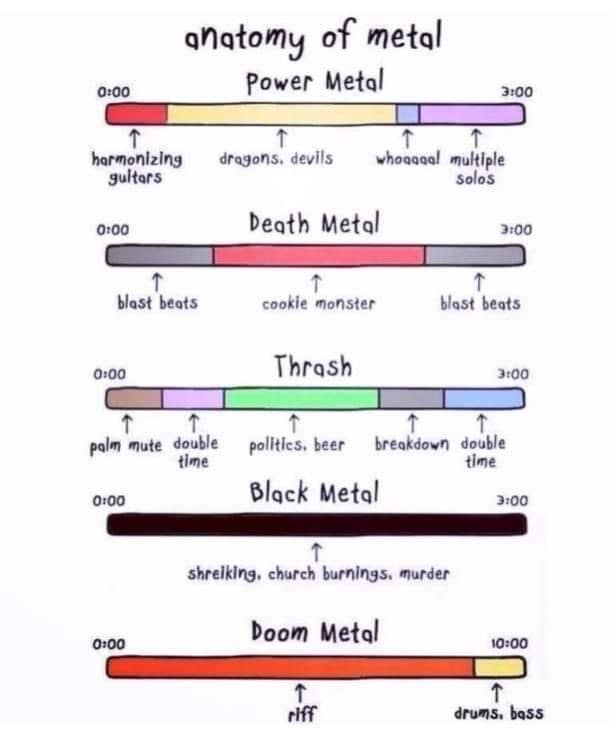 anatomy of metal
Power Metal
0:00 3:00
harmonizing guitars
dragons, devils
whoaaaa!
multiple solos
Death Metal
0:00 3:00
blast beats
cookie monster
blast beats
Thrash
0:00 3:00
palm mute
double time
politics, beer
breakdown
double time
Black Metal
0:00 3:00
shreiking, church burnings, murder
Doom Metal
0:00 10:00
riff
drums, bass